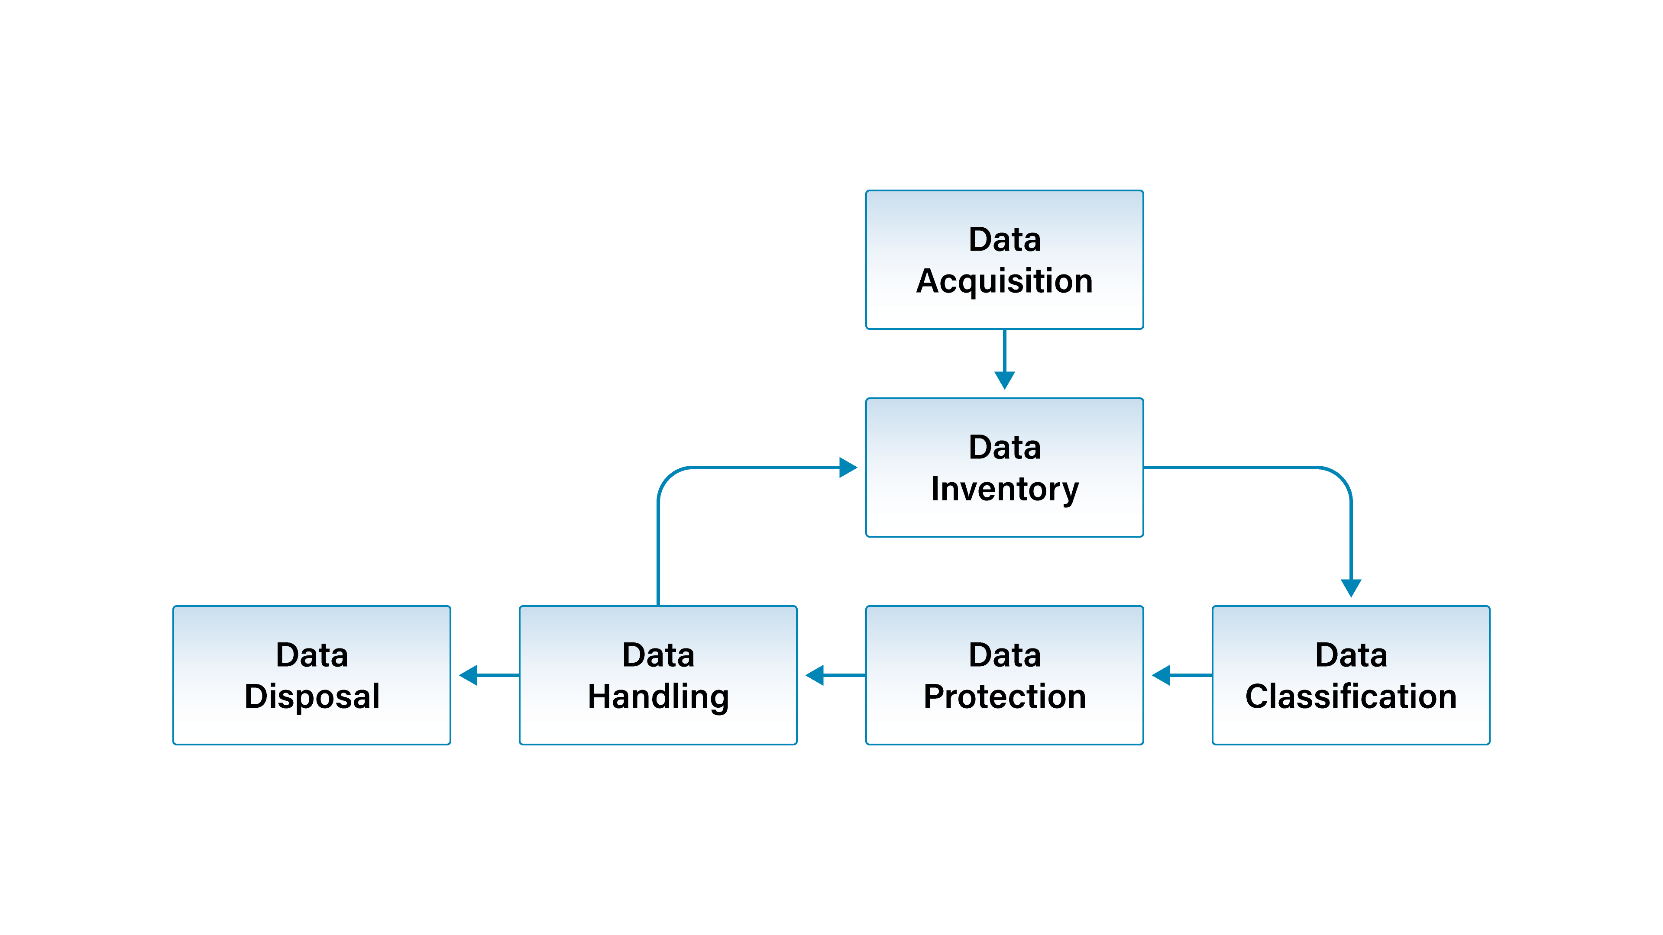 Data
Acquisition
Data
Inventory
Data
Disposal
Data
Handling
Data
Protection
Data
Classification